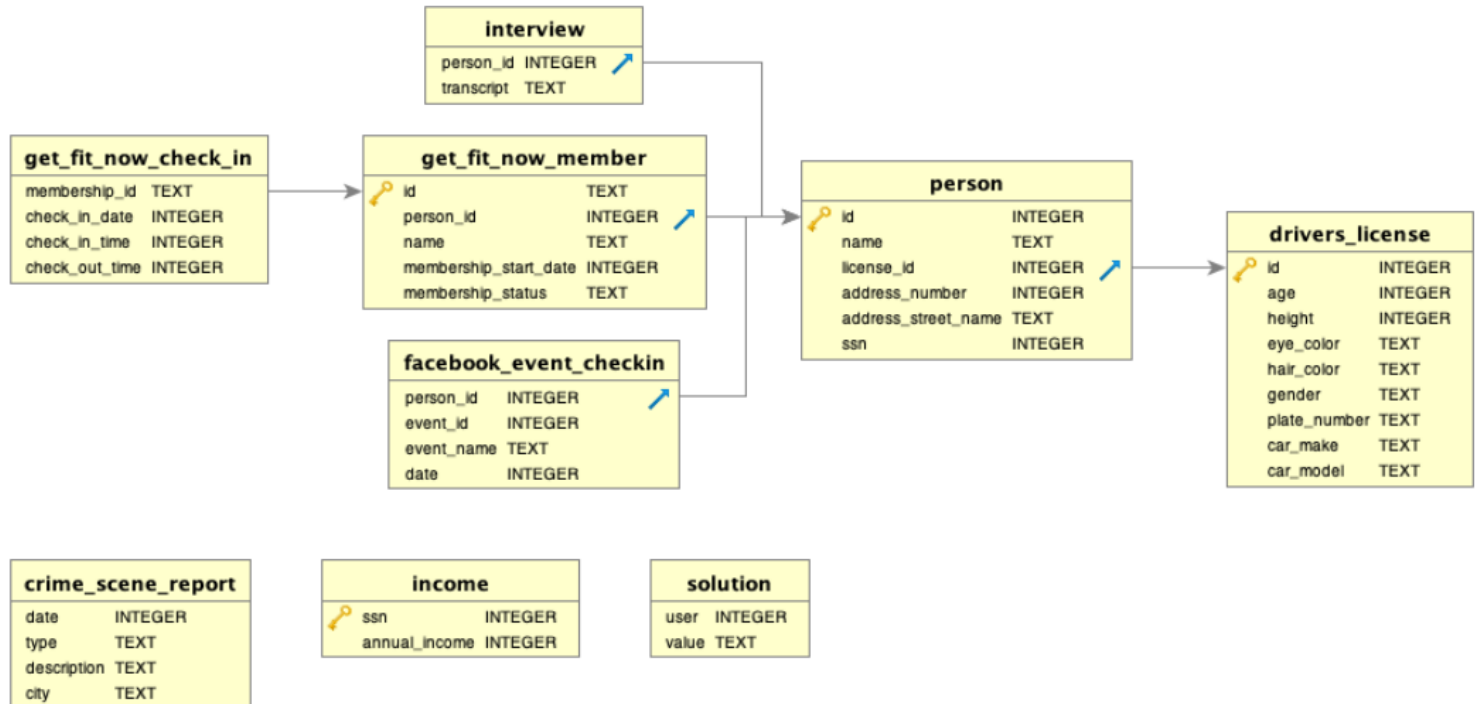 interview
person_id INTEGER
transcript TEXT
get_fit_now_check_in
membership_id TEXT
check_in_date INTEGER
check_in_time INTEGER
check_out_time INTEGER
get_fit_now_member
id TEXT
person_id INTEGER
name TEXT
membership_start_date INTEGER
membership_status TEXT
facebook_event_checkin
person_id INTEGER
event_id INTEGER
event_name TEXT
date INTEGER
person
id INTEGER
name TEXT
license_id INTEGER
address_number INTEGER
address_street_name TEXT
ssn INTEGER
drivers_license
id INTEGER
age INTEGER
height INTEGER
eye_color TEXT
hair_color TEXT
gender TEXT
plate_number TEXT
car_make TEXT
car_model TEXT
crime_scene_report
date INTEGER
type TEXT
description TEXT
city TEXT
income
ssn INTEGER
annual_income INTEGER
solution
user INTEGER
value TEXT